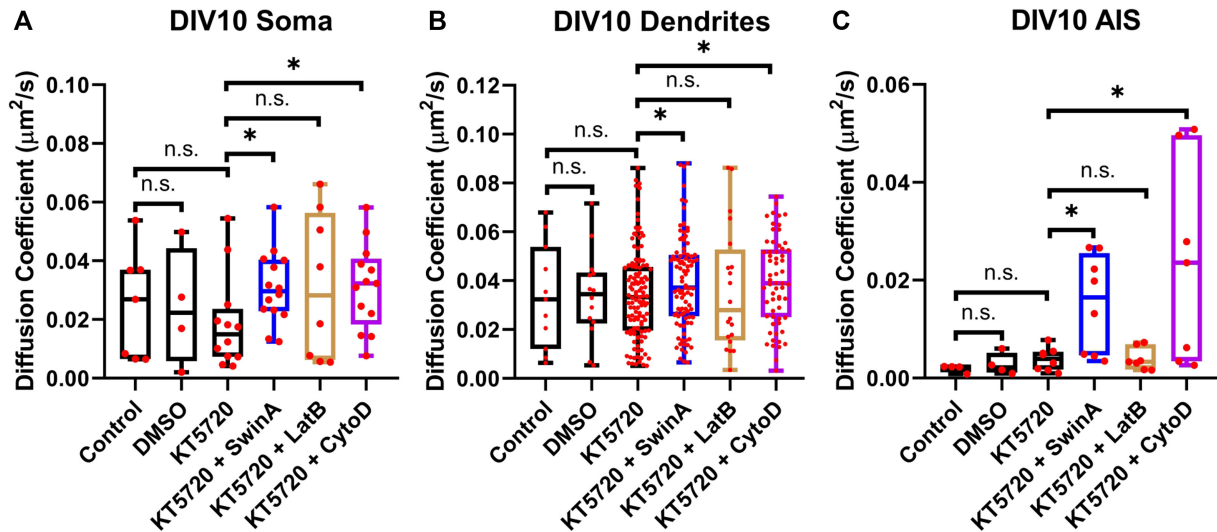 A
DIV10 Soma
Diffusion Coefficient (μm²/s)
0.10
0.08
0.06
0.04
0.02
0.00
n.s.
n.s.
*
n.s.
*
Control
DMSO
KT5720
KT5720 + SwinA
KT5720 + LatB
KT5720 + CytoD
B
DIV10 Dendrites
Diffusion Coefficient (μm²/s)
0.12
0.10
0.08
0.06
0.04
0.02
0.00
n.s.
n.s.
*
n.s.
*
Control
DMSO
KT5720
KT5720 + SwinA
KT5720 + LatB
KT5720 + CytoD
C
DIV10 AIS
Diffusion Coefficient (μm²/s)
0.06
0.04
0.02
0.00
n.s.
n.s.
*
n.s.
*
Control
DMSO
KT5720
KT5720 + SwinA
KT5720 + LatB
KT5720 + CytoD